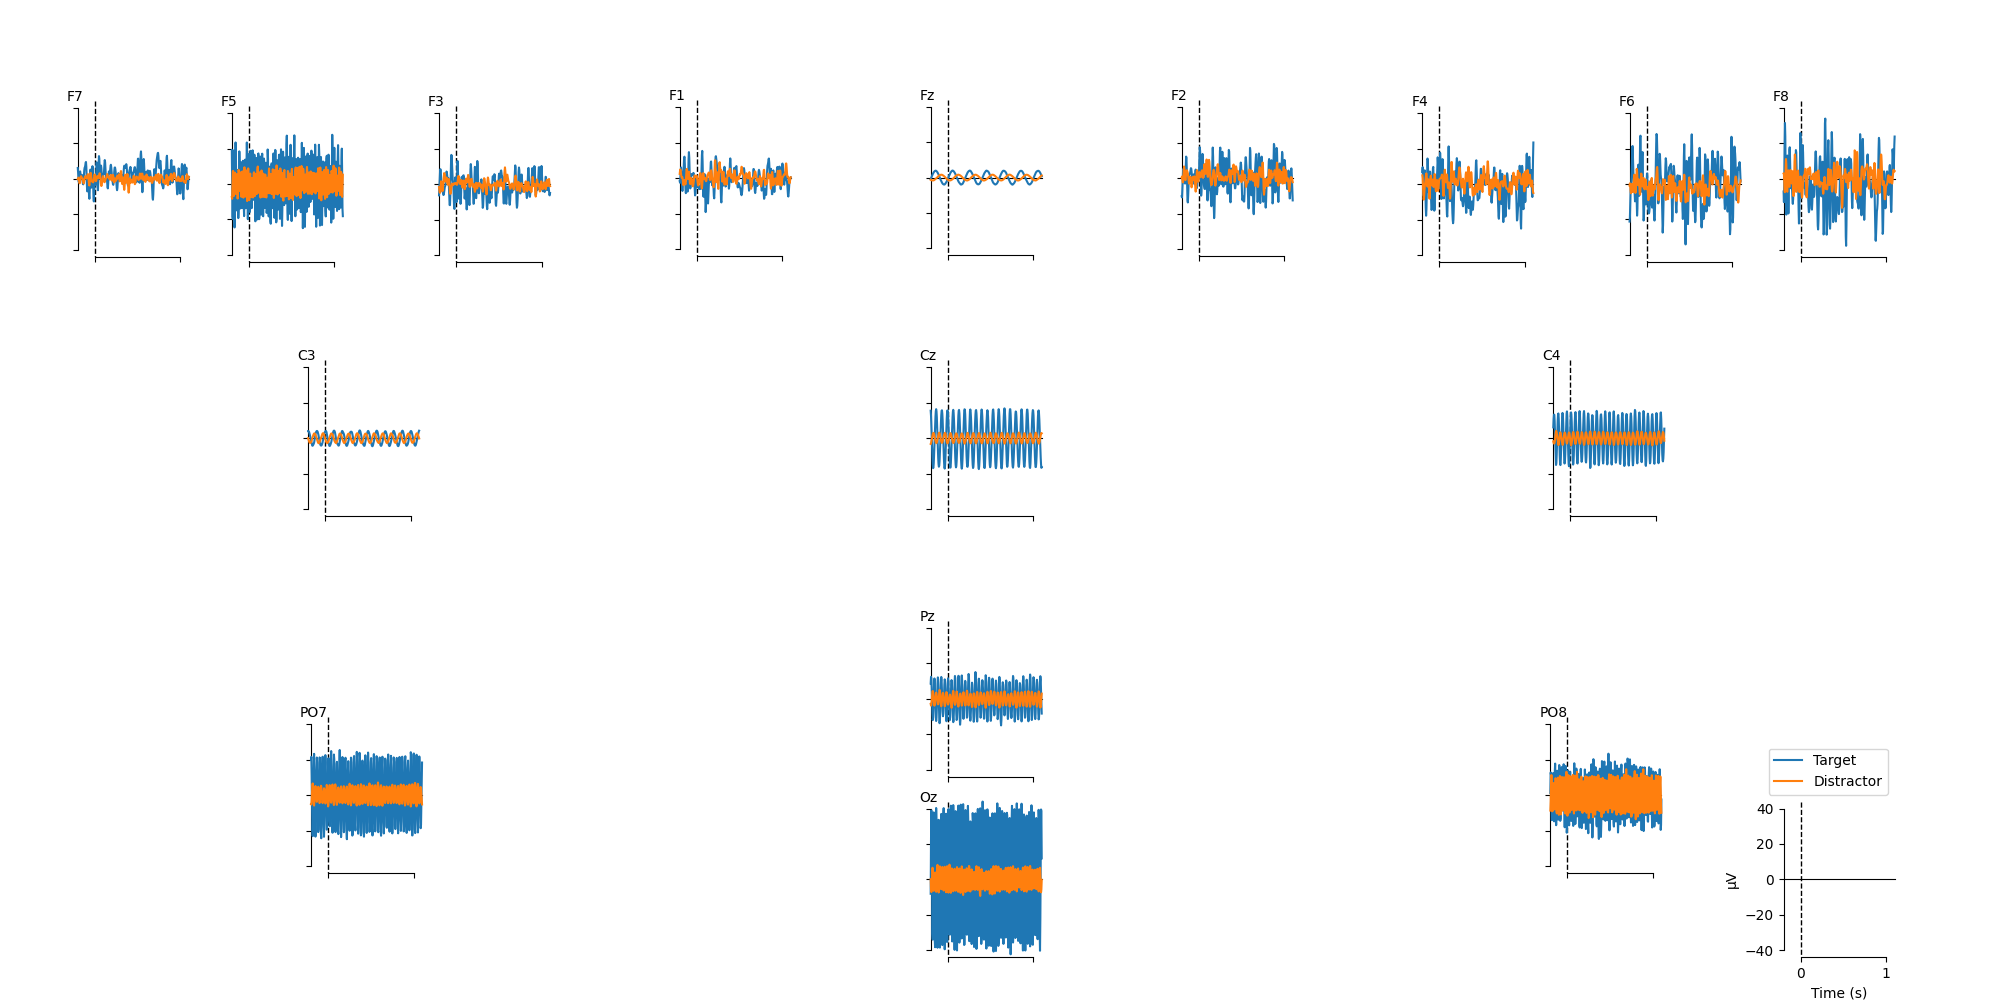 F7
F5
F3
F1
Fz
F2
F4
F6
F8
C3
Cz
C4
Pz
PO7
PO8
Oz
Target
Distractor
40
20
0
−20
−40
µV
0 1
Time (s)